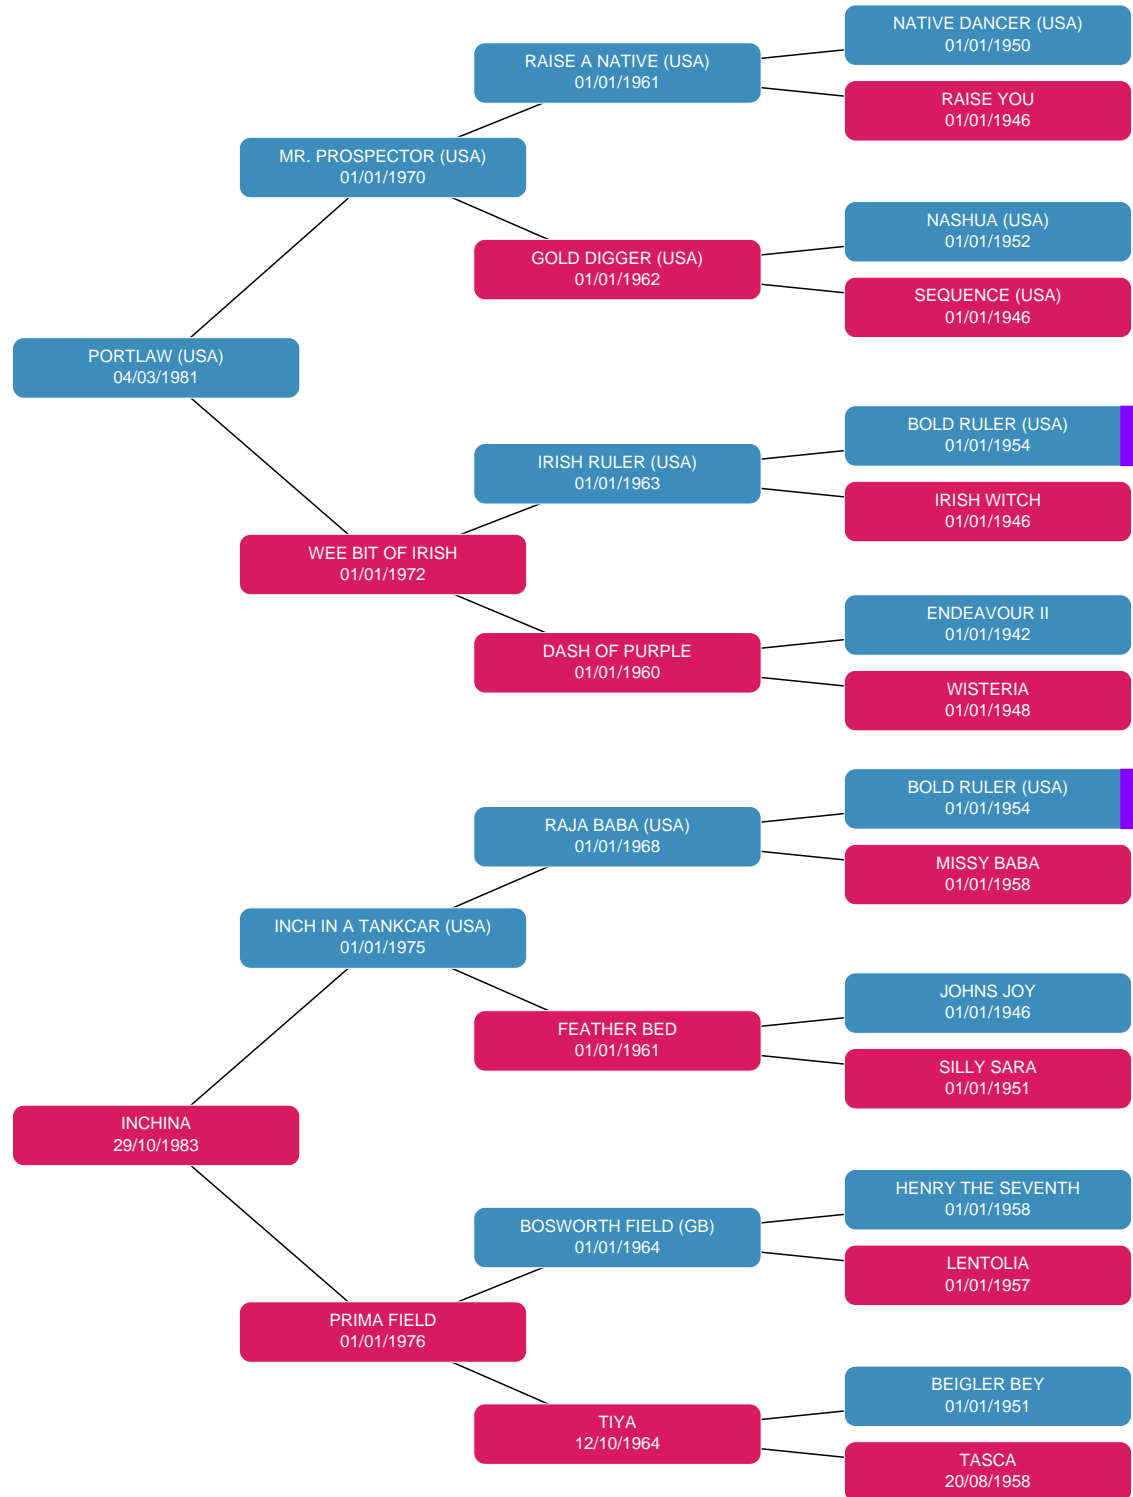 NATIVE DANCER (USA)
01/01/1950
RAISE A NATIVE (USA)
01/01/1961
RAISE YOU
01/01/1946
MR. PROSPECTOR (USA)
01/01/1970
NASHUA (USA)
01/01/1952
GOLD DIGGER (USA)
01/01/1962
SEQUENCE (USA)
01/01/1946
PORTLAW (USA)
04/03/1981
BOLD RULER (USA)
01/01/1954
IRISH RULER (USA)
01/01/1963
IRISH WITCH
01/01/1946
WEE BIT OF IRISH
01/01/1972
ENDEAVOUR II
01/01/1942
DASH OF PURPLE
01/01/1960
WISTERIA
01/01/1948
BOLD RULER (USA)
01/01/1954
RAJA BABA (USA)
01/01/1968
MISSY BABA
01/01/1958
INCH IN A TANKCAR (USA)
01/01/1975
JOHNS JOY
01/01/1946
FEATHER BED
01/01/1961
SILLY SARA
01/01/1951
INCHINA
29/10/1983
HENRY THE SEVENTH
01/01/1958
BOSWORTH FIELD (GB)
01/01/1964
LENTOLIA
01/01/1957
PRIMA FIELD
01/01/1976
BEIGLER BEY
01/01/1951
TIYA
12/10/1964
TASCA
20/08/1958